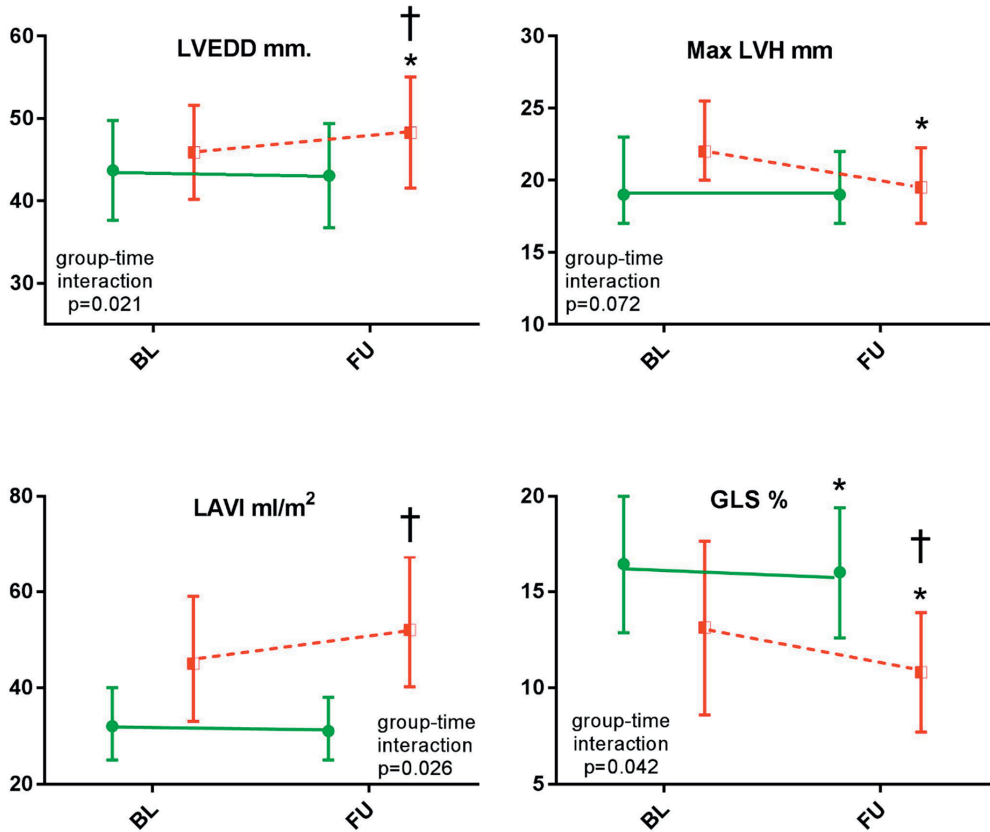 LVEDD mm.
†
*
60
50
40
30
group-time
interaction
p=0.021
BL
FU
Max LVH mm
*
30
25
20
15
10
group-time
interaction
p=0.072
BL
FU
LAVI ml/m²
†
80
60
40
20
group-time
interaction
p=0.026
BL
FU
GLS %
*
†
*
20
15
10
5
group-time
interaction
p=0.042
BL
FU